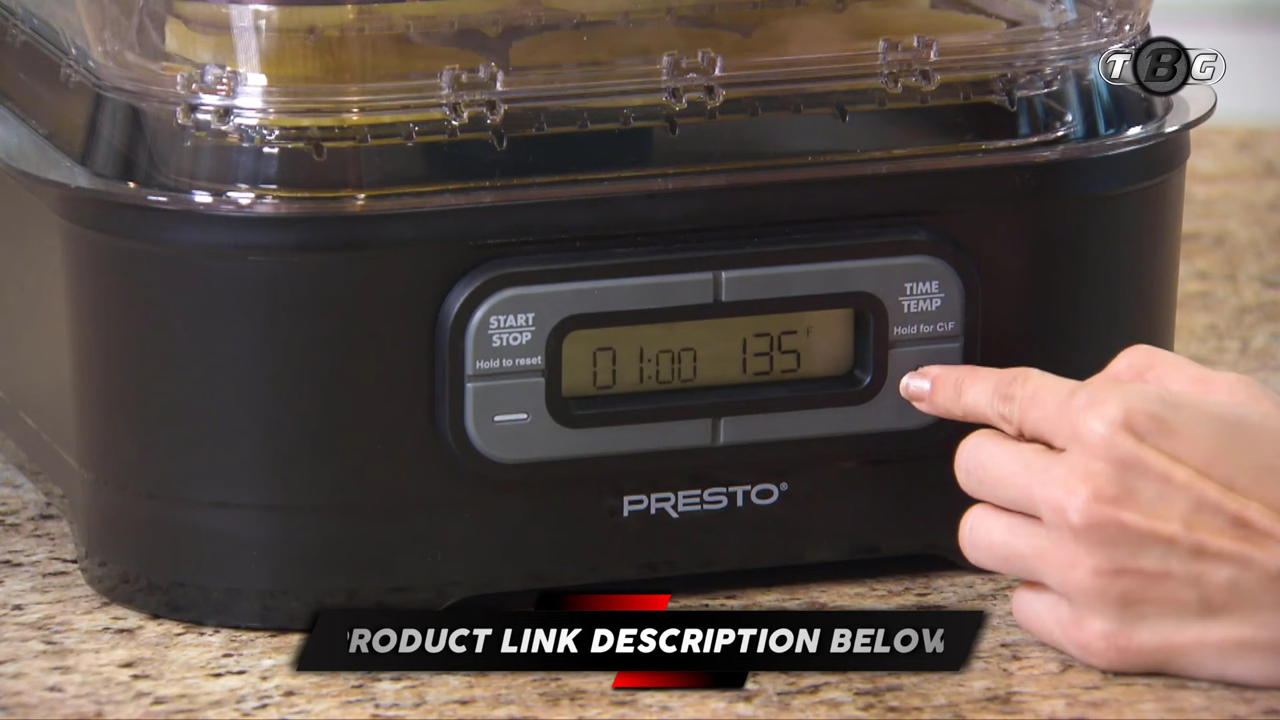 TBG
START
STOP
Hold to reset
01:00 135 F
TIME
TEMP
Hold for C\F
PRESTO®
RODUCT LINK DESCRIPTION BELOW